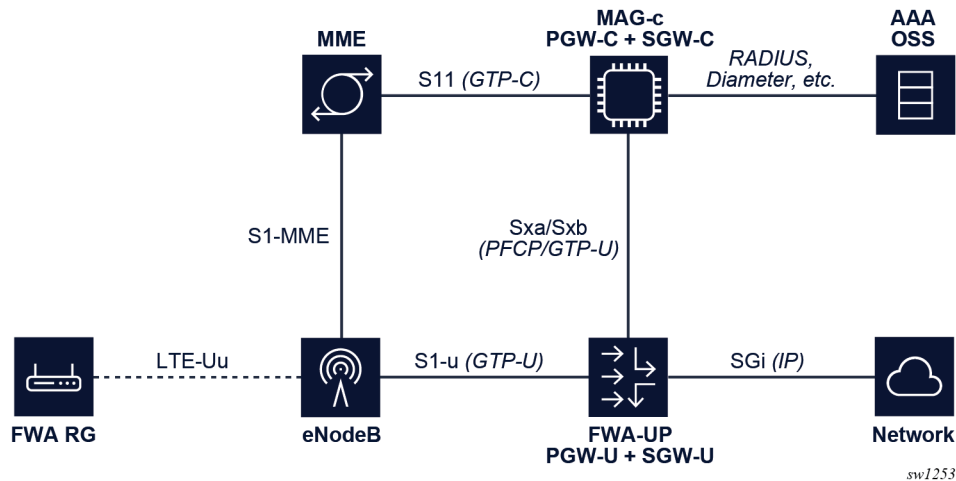 MME
MAG-c
PGW-C + SGW-C
AAA
OSS
S11 (GTP-C)
RADIUS,
Diameter, etc.
S1-MME
Sxa/Sxb
(PFCP/GTP-U)
LTE-Uu
S1-u (GTP-U)
SGi (IP)
FWA RG
eNodeB
FWA-UP
PGW-U + SGW-U
Network
sw1253